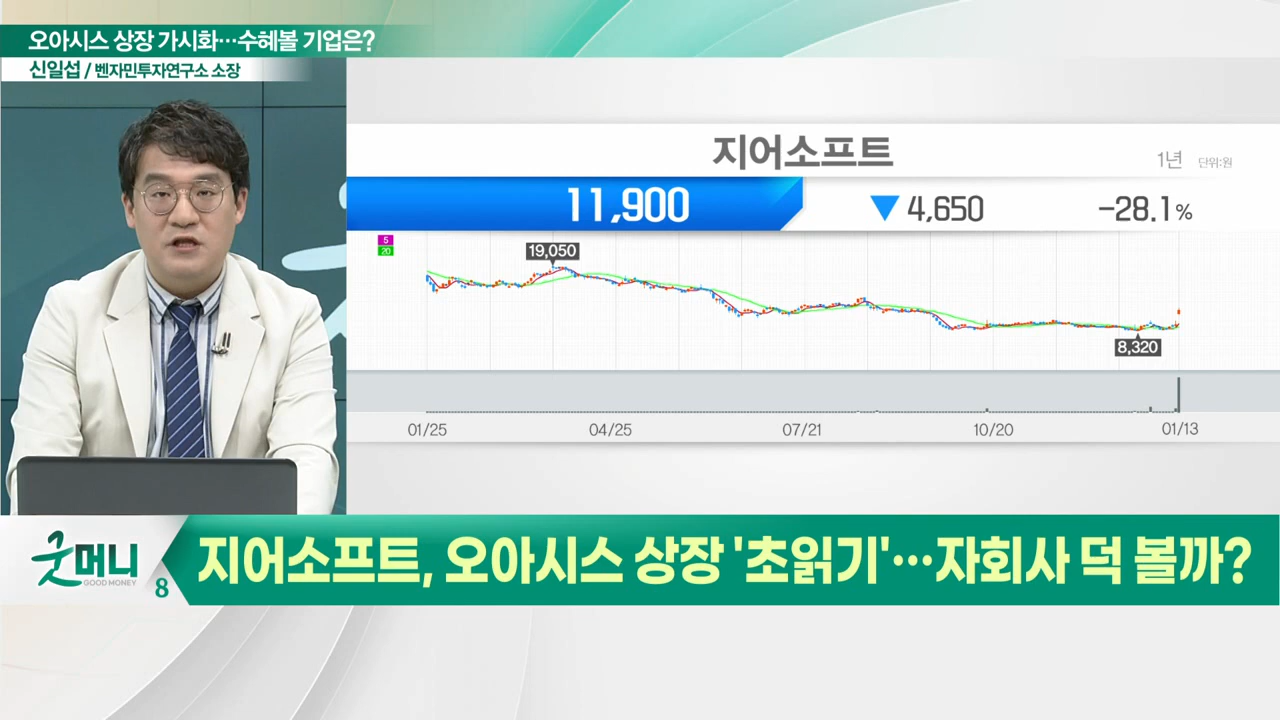 오아시스 상장 가시화…수혜볼 기업은?
신일섭 / 벤자민투자연구소 소장
지어소프트
1년 단위:원
11,900 ▼ 4,650 -28.1%
5
20
19,050
8,320
01/25 04/25 07/21 10/20 01/13
굿머니
GOOD MONEY
8
지어소프트, 오아시스 상장 '초읽기'…자회사 덕 볼까?